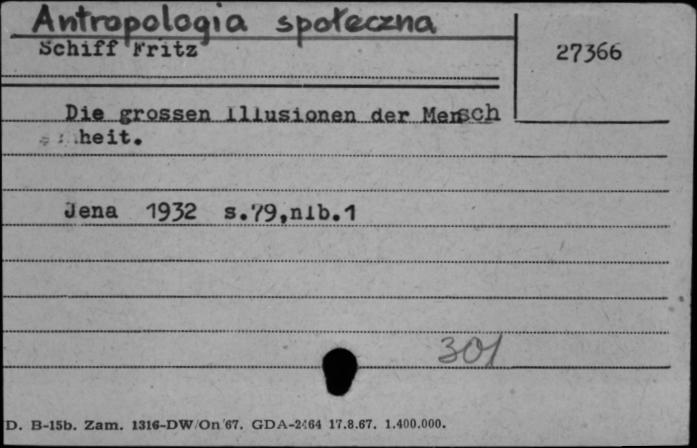 Antropologia społeczna
Schiff Fritz
27366
Die grossen Illusionen der Mensch
heit.
Jena 1932 s.79,nlb.1
301
D. B-15b. Zam. 1316-DW/On/67. GDA-2464 17.8.67. 1.400.000.